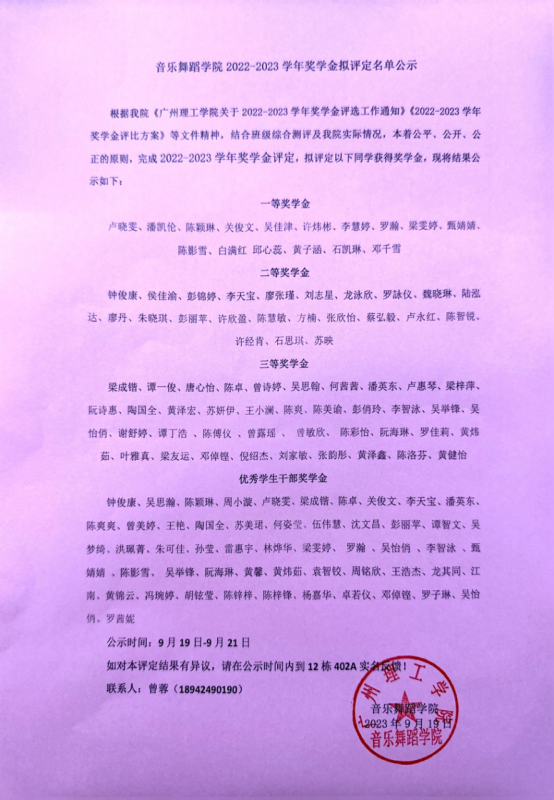 音乐舞蹈学院 2022-2023 学年奖学金拟评定名单公示
根据我院《广州理工学院关于 2022-2023 学年奖学金评选工作通知》《2022-2023 学年
奖学金评比方案》等文件精神，结合班级综合测评及我院实际情况，本着公平、公开、公
正的原则，完成 2022-2023 学年奖学金评定，拟评定以下同学获得奖学金，现将结果公
示如下：
一等奖学金
卢晓雯、潘凯伦、陈颖琳、关俊文、吴佳津、许炜彬、李慧婷、罗瀚、梁雯婷、甄婧婧、
陈影雪、白满红 邱心蕊、黄子涵、石凯琳、邓千雪
二等奖学金
钟俊康、侯佳渝、彭锦婷、李天宝、廖张瑾、刘志星、龙泳欣、罗詠仪、魏晓琳、陆泓
达、廖丹、朱晓琪、彭丽苹、许欣盈、陈慧敏、方楠、张欣怡、蔡弘毅、卢永红、陈智锐、
许经肯、石思琪、苏映
三等奖学金
梁成锴、谭一俊、唐心怡、陈卓、曾诗婷、吴思翰、何茜茜、潘英东、卢惠琴、梁梓萍、
阮诗惠、陶国全、黄泽宏、苏妍伊、王小澜、陈爽、陈美谕、彭俏玲、李智泳、吴举锋、吴
怡俏、谢舒婷、谭丁浩 、陈傅仪 、曾露瑶 、 曾敏欣、 陈彩怡、阮海琳、罗佳莉、黄炜
茹、叶雅真、梁友运、邓倬铿、倪绍杰、刘家敏、张韵彤、黄泽鑫、陈洛芬、黄健怡
优秀学生干部奖学金
钟俊康、吴思瀚、陈颖琳、周小漩、卢晓雯、梁成锴、陈卓、关俊文、李天宝、潘英东、
陈爽爽、曾美婷、王艳、陶国全、苏美珺、何姿莹、伍伟慧、沈文昌、彭丽苹、谭智文、吴
梦绮、洪珮菁、朱可佳、孙莹、雷惠宇、林烨华、梁雯婷、 罗瀚 、吴怡俏 、李智泳 、甄
婧婧 、陈影雪、 吴举锋、阮海琳、黄馨、黄炜茹、袁智铰、周铭欣、王浩杰、龙其同、江
南、黄锦云、冯琬婷、胡铉莹、陈锌梓、陈梓锋、杨嘉华、卓若仪、邓倬铿、罗子琳、吴怡
俏、罗茜妮
公示时间：9 月 19 日-9 月 21 日
如对本评定结果有异议，请在公示时间内到 12 栋 402A 实名反馈！
联系人：曾蓉（18942490190）
音乐舞蹈学院
2023 年 9 月 19 日
广州理工学院
音乐舞蹈学院